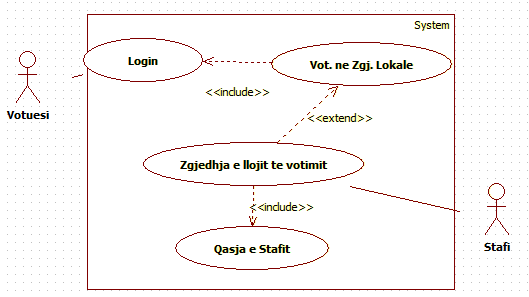 System
Login
Vot. ne Zgj. Lokale
<<include>>
Votuesi
<<extend>>
Zgjedhja e llojit te votimit
<<include>>
Qasja e Stafit
Stafi